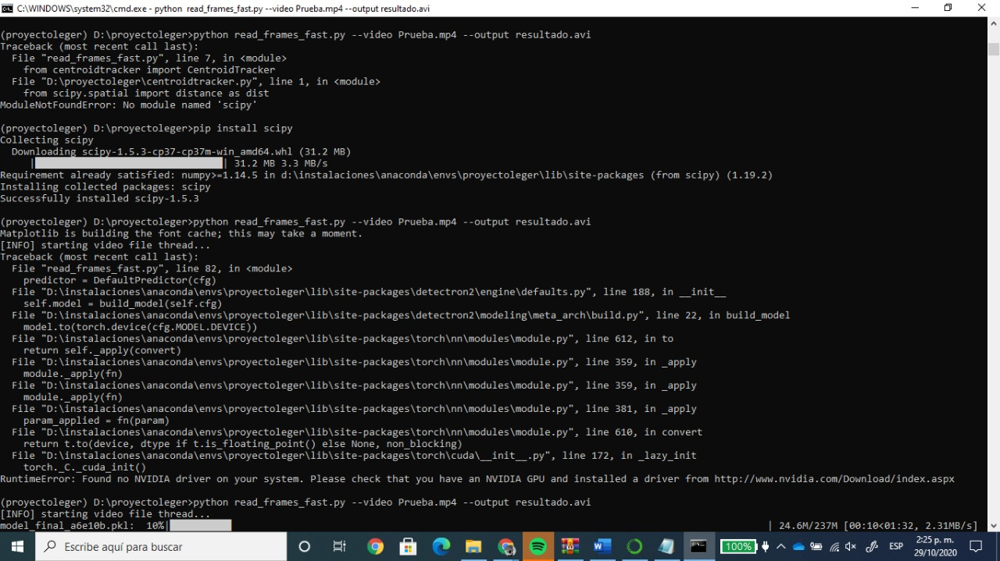 C:\WINDOWS\system32\cmd.exe - python  read_frames_fast.py --video Prueba.mp4 --output resultado.avi
(proyectoleger) D:\proyectoleger>python read_frames_fast.py --video Prueba.mp4 --output resultado.avi
Traceback (most recent call last):
  File "read_frames_fast.py", line 7, in <module>
    from centroidtracker import CentroidTracker
  File "D:\proyectoleger\centroidtracker.py", line 1, in <module>
    from scipy.spatial import distance as dist
ModuleNotFoundError: No module named 'scipy'
(proyectoleger) D:\proyectoleger>pip install scipy
Collecting scipy
  Downloading scipy-1.5.3-cp37-cp37m-win_amd64.whl (31.2 MB)
     | | 31.2 MB 3.3 MB/s
Requirement already satisfied: numpy>=1.14.5 in d:\instalaciones\anaconda\envs\proyectoleger\lib\site-packages (from scipy) (1.19.2)
Installing collected packages: scipy
Successfully installed scipy-1.5.3
(proyectoleger) D:\proyectoleger>python read_frames_fast.py --video Prueba.mp4 --output resultado.avi
Matplotlib is building the font cache; this may take a moment.
[INFO] starting video file thread...
Traceback (most recent call last):
  File "read_frames_fast.py", line 82, in <module>
    predictor = DefaultPredictor(cfg)
  File "D:\instalaciones\anaconda\envs\proyectoleger\lib\site-packages\detectron2\engine\defaults.py", line 188, in __init__
    self.model = build_model(self.cfg)
  File "D:\instalaciones\anaconda\envs\proyectoleger\lib\site-packages\detectron2\modeling\meta_arch\build.py", line 22, in build_model
    model.to(torch.device(cfg.MODEL.DEVICE))
  File "D:\instalaciones\anaconda\envs\proyectoleger\lib\site-packages\torch\nn\modules\module.py", line 612, in to
    return self._apply(convert)
  File "D:\instalaciones\anaconda\envs\proyectoleger\lib\site-packages\torch\nn\modules\module.py", line 359, in _apply
    module._apply(fn)
  File "D:\instalaciones\anaconda\envs\proyectoleger\lib\site-packages\torch\nn\modules\module.py", line 359, in _apply
    module._apply(fn)
  File "D:\instalaciones\anaconda\envs\proyectoleger\lib\site-packages\torch\nn\modules\module.py", line 381, in _apply
    param_applied = fn(param)
  File "D:\instalaciones\anaconda\envs\proyectoleger\lib\site-packages\torch\nn\modules\module.py", line 610, in convert
    return t.to(device, dtype if t.is_floating_point() else None, non_blocking)
  File "D:\instalaciones\anaconda\envs\proyectoleger\lib\site-packages\torch\cuda\__init__.py", line 172, in _lazy_init
    torch._C._cuda_init()
RuntimeError: Found no NVIDIA driver on your system. Please check that you have an NVIDIA GPU and installed a driver from http://www.nvidia.com/Download/index.aspx
(proyectoleger) D:\proyectoleger>python read_frames_fast.py --video Prueba.mp4 --output resultado.avi
[INFO] starting video file thread...
model_final_a6e10b.pkl:  10%| | 24.6M/237M [00:10<01:32, 2.31MB/s]
Escribe aquí para buscar
100%
ESP
2:25 p. m.
29/10/2020